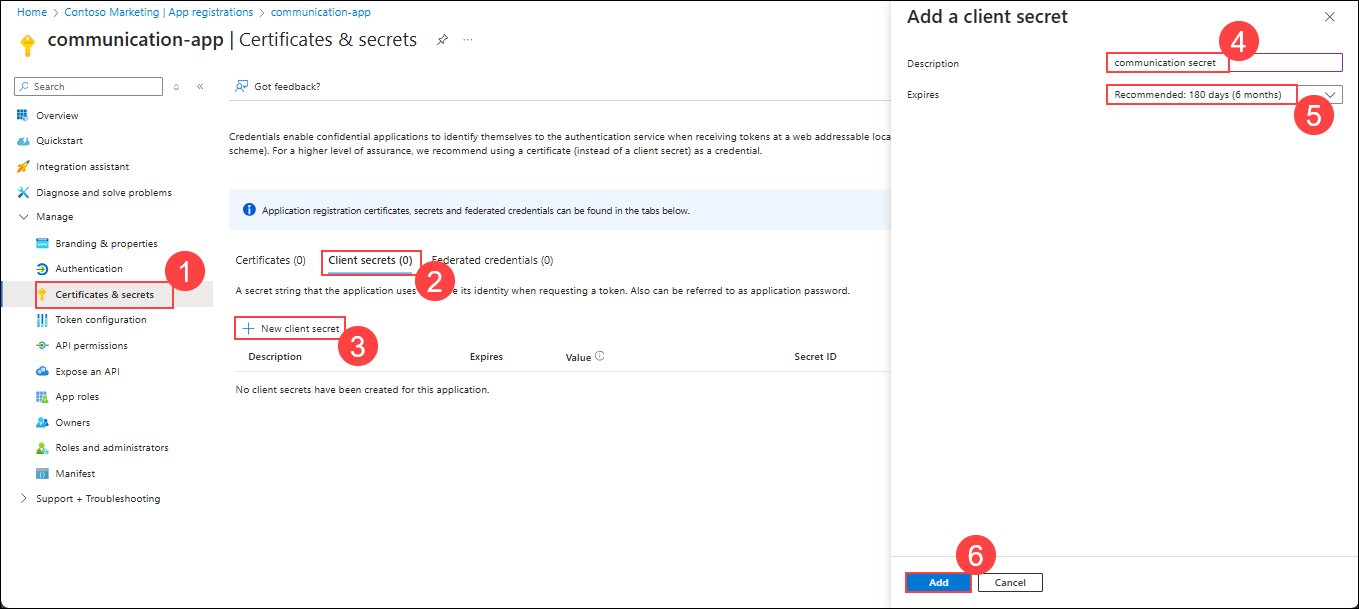 Home > Contoso Marketing | App registrations > communication-app
communication-app | Certificates & secrets
Search
Got feedback?
Overview
Quickstart
Integration assistant
Diagnose and solve problems
Manage
Branding & properties
Authentication
1
Certificates & secrets
Token configuration
API permissions
Expose an API
App roles
Owners
Roles and administrators
Manifest
Support + Troubleshooting
Credentials enable confidential applications to identify themselves to the authentication service when receiving tokens at a web addressable loca
scheme). For a higher level of assurance, we recommend using a certificate (instead of a client secret) as a credential.
Application registration certificates, secrets and federated credentials can be found in the tabs below.
Certificates (0) Client secrets (0) Federated credentials (0)
2
A secret string that the application uses e its identity when requesting a token. Also can be referred to as application password.
New client secret
3
Description Expires Value Secret ID
No client secrets have been created for this application.
Add a client secret
4
Description communication secret
Expires Recommended: 180 days (6 months)
5
6
Add Cancel